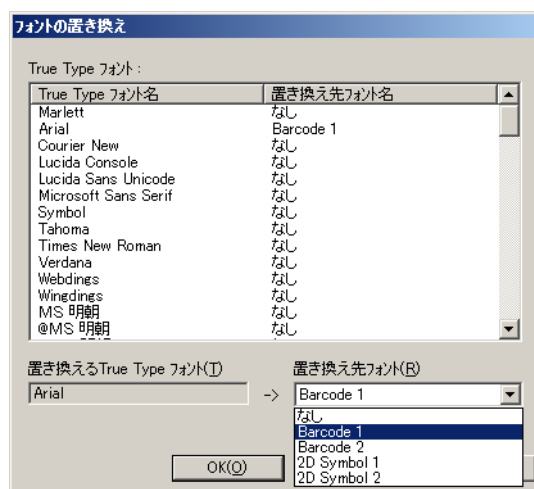 フォントの置き換え
True Type フォント :
True Type フォント名 置き換え先フォント名
Marlett なし
Arial Barcode 1
Courier New なし
Lucida Console なし
Lucida Sans Unicode なし
Microsoft Sans Serif なし
Symbol なし
Tahoma なし
Times New Roman なし
Verdana なし
Webdings なし
Wingdings なし
MS 明朝 なし
@MS 明朝 なし
置き換えるTrue Type フォント(T) 置き換え先フォント(R)
Arial -> Barcode 1
なし
Barcode 1
Barcode 2
2D Symbol 1
2D Symbol 2
OK(O)